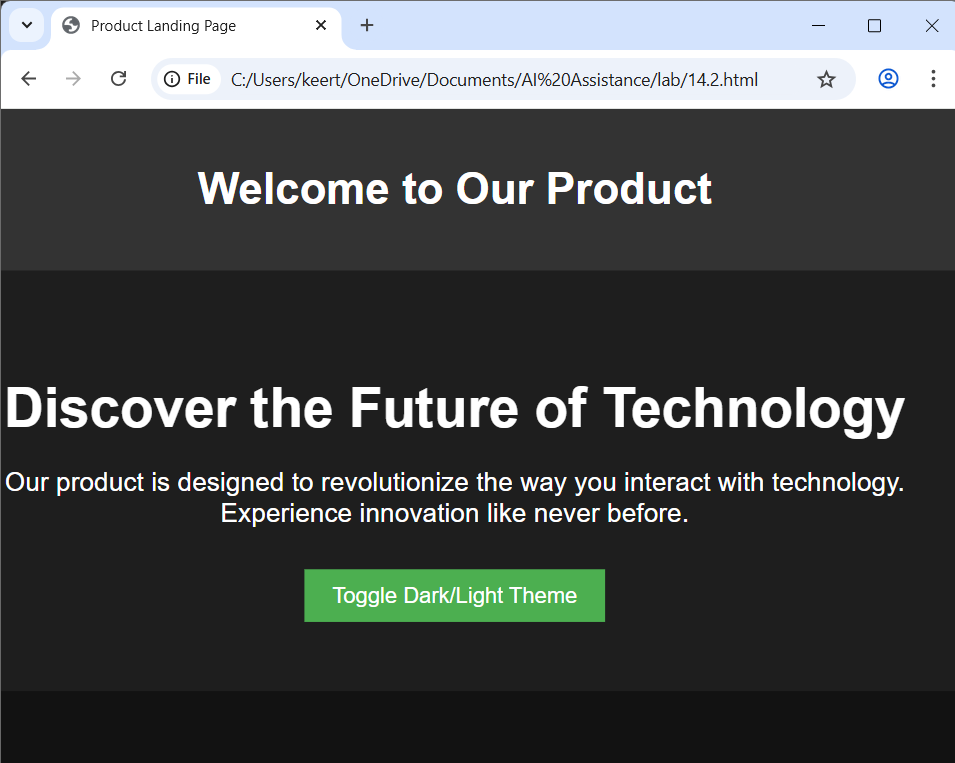 Product Landing Page
File
C:/Users/keert/OneDrive/Documents/AI%20Assistance/lab/14.2.html
Welcome to Our Product
Discover the Future of Technology
Our product is designed to revolutionize the way you interact with technology.
Experience innovation like never before.
Toggle Dark/Light Theme